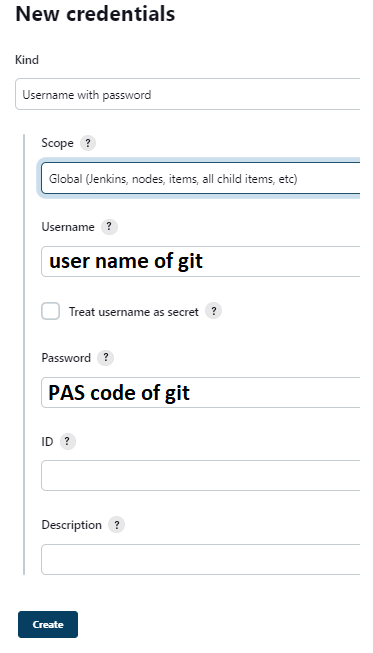 New credentials
Kind
Username with password
Scope ?
Global (Jenkins, nodes, items, all child items, etc)
Username ?
user name of git
Treat username as secret ?
Password ?
PAS code of git
ID ?
Description ?
Create